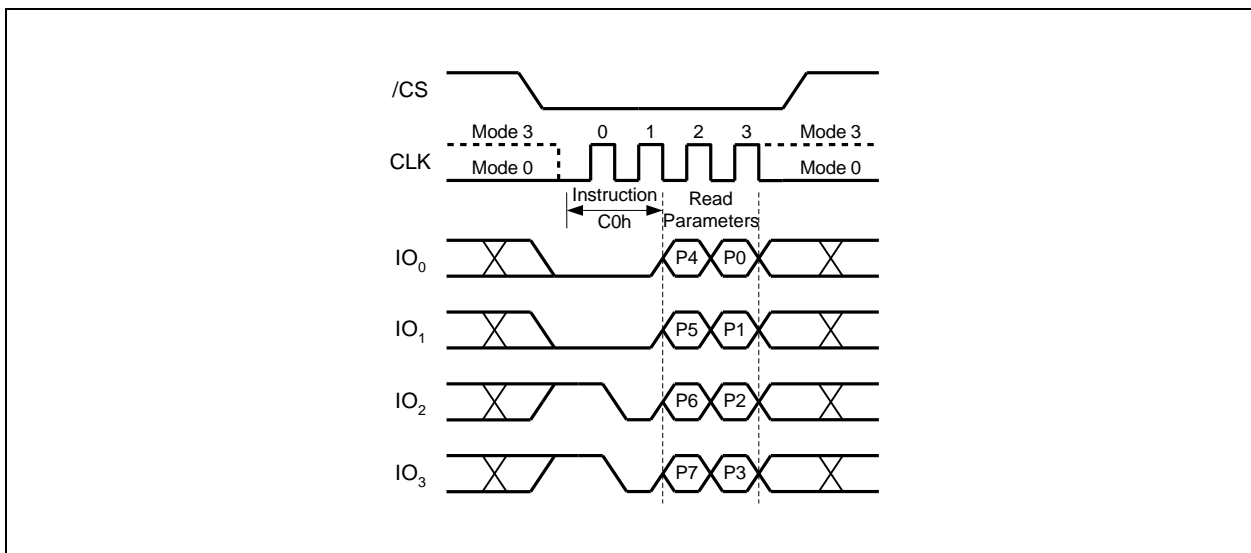 /CS
Mode 3 0 1 2 3 Mode 3
CLK
Mode 0 Mode 0
Instruction Read
C0h Parameters
IO0 P4 P0
IO1 P5 P1
IO2 P6 P2
IO3 P7 P3